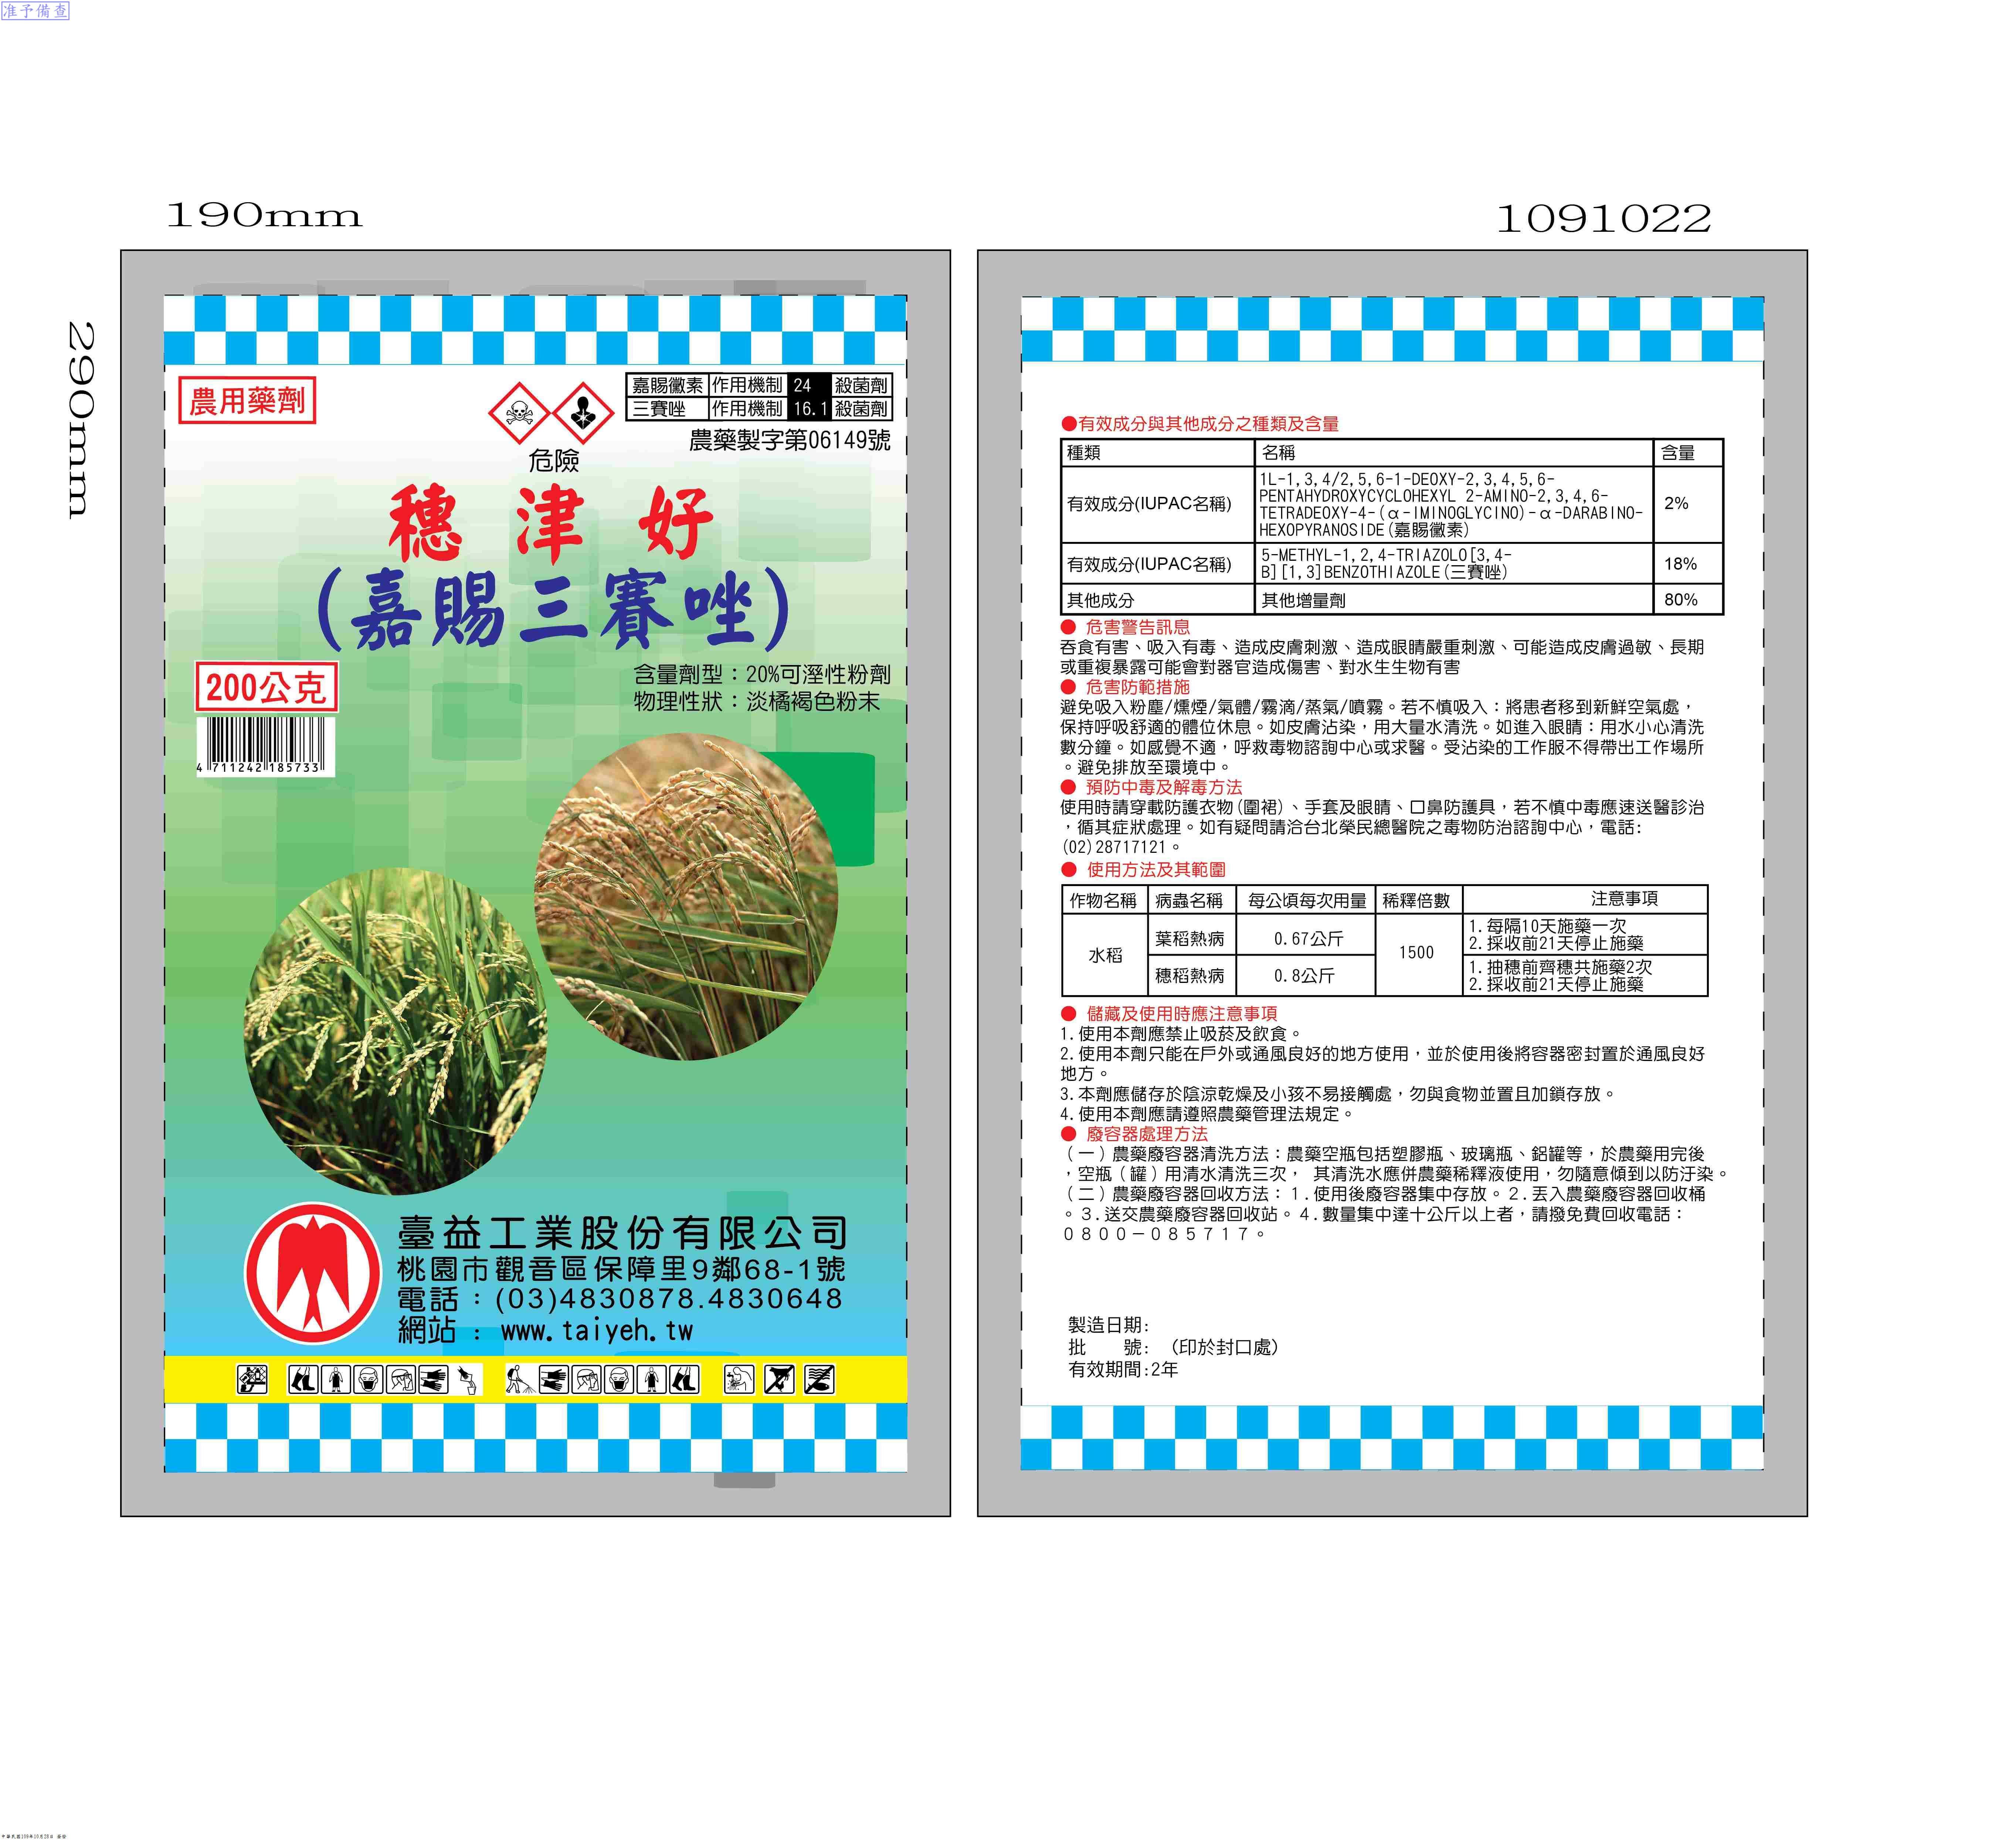 准予備查
190mm
1091022
290mm
農用藥劑
嘉賜黴素 作用機制 24 殺菌劑
三賽唑 作用機制 16.1 殺菌劑
農藥製字第06149號
危險
穗津好
(嘉賜三賽唑)
200公克
含量劑型：20%可溼性粉劑
物理性狀：淡橘褐色粉末
4 711242 185733
臺益工業股份有限公司
桃園市觀音區保障里9鄰68-1號
電話：(03)4830878.4830648
網站：www.taiyeh.tw
●有效成分與其他成分之種類及含量
種類 名稱 含量
有效成分(IUPAC名稱) 2%
1L-1,3,4/2,5,6-1-DEOXY-2,3,4,5,6-
PENTAHYDROXYCYCLOHEXYL 2-AMINO-2,3,4,6-
TETRADEOXY-4-(α-IMINOGLYCINO)-α-DARABINO-
HEXOPYRANOSIDE(嘉賜黴素)
有效成分(IUPAC名稱) 18%
5-METHYL-1,2,4-TRIAZOLO[3,4-
B][1,3]BENZOTHIAZOLE(三賽唑)
其他成分 其他增量劑 80%
● 危害警告訊息
吞食有害、吸入有毒、造成皮膚刺激、造成眼睛嚴重刺激、可能造成皮膚過敏、長期
或重複暴露可能會對器官造成傷害、對水生生物有害
● 危害防範措施
避免吸入粉塵/燻煙/氣體/霧滴/蒸氣/噴霧。若不慎吸入：將患者移到新鮮空氣處，
保持呼吸舒適的體位休息。如皮膚沾染，用大量水清洗。如進入眼睛：用水小心清洗
數分鐘。如感覺不適，呼救毒物諮詢中心或求醫。受沾染的工作服不得帶出工作場所
。避免排放至環境中。
● 預防中毒及解毒方法
使用時請穿載防護衣物(圍裙)、手套及眼睛、口鼻防護具，若不慎中毒應速送醫診治
，循其症狀處理。如有疑問請洽台北榮民總醫院之毒物防治諮詢中心，電話:
(02)28717121。
● 使用方法及其範圍
作物名稱 病蟲名稱 每公頃每次用量 稀釋倍數 注意事項
水稻 葉稻熱病 0.67公斤 1500
1.每隔10天施藥一次
2.採收前21天停止施藥
穗稻熱病 0.8公斤
1.抽穗前齊穗共施藥2次
2.採收前21天停止施藥
● 儲藏及使用時應注意事項
1.使用本劑應禁止吸菸及飲食。
2.使用本劑只能在戶外或通風良好的地方使用，並於使用後將容器密封置於通風良好
地方。
3.本劑應儲存於陰涼乾燥及小孩不易接觸處，勿與食物並置且加鎖存放。
4.使用本劑應請遵照農藥管理法規定。
● 廢容器處理方法
（一）農藥廢容器清洗方法：農藥空瓶包括塑膠瓶、玻璃瓶、鋁罐等，於農藥用完後
，空瓶（罐）用清水清洗三次， 其清洗水應併農藥稀釋液使用，勿隨意傾到以防汙染。
（二）農藥廢容器回收方法：１.使用後廢容器集中存放。２.丟入農藥廢容器回收桶
。３.送交農藥廢容器回收站。４.數量集中達十公斤以上者，請撥免費回收電話：
０８００－０８５７１７。
製造日期:
批　　號:　(印於封口處)
有效期間:2年